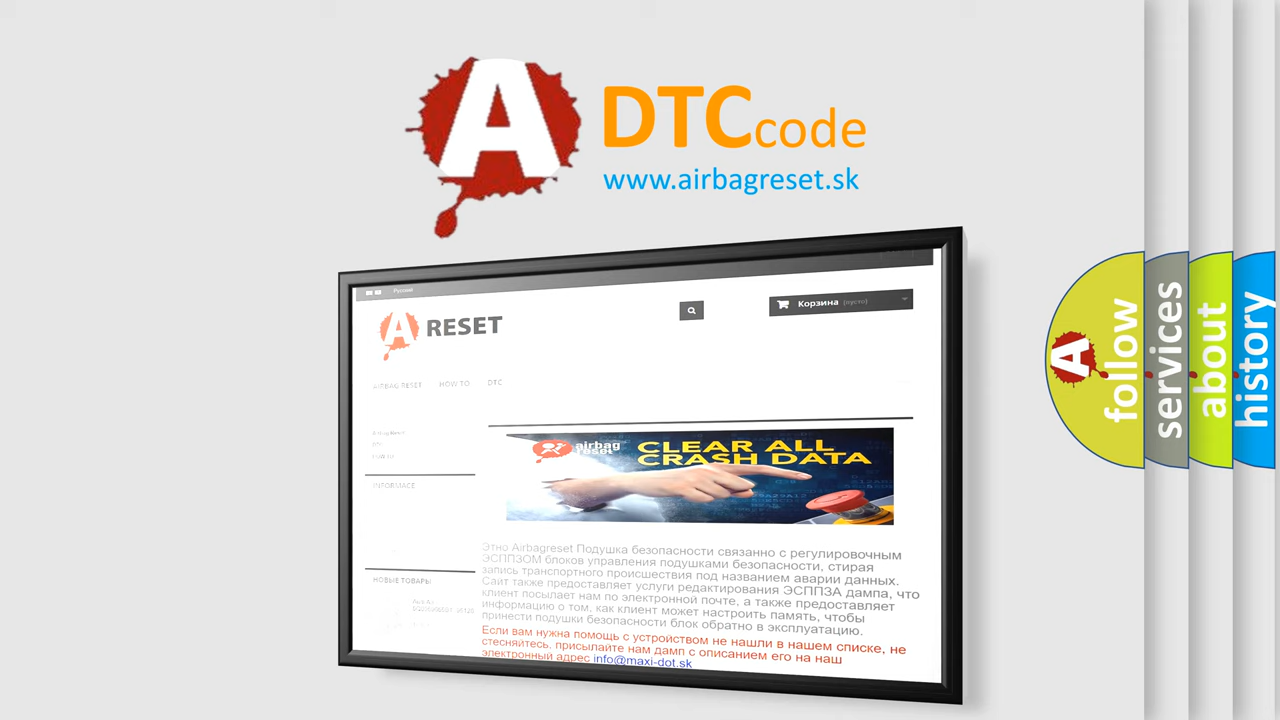 A
DTCcode
www.airbagreset.sk
Русский
A RESET
Корзина (пусто)
AIRBAG RESET HOW TO DTC
INFORMACE
НОВЫЕ ТОВАРЫ
airbag
reset
CLEAR ALL
CRASH DATA
Этно Airbagreset Подушка безопасности связанно с регулировочным
ЭСППЗОМ блоков управления подушками безопасности, стирая
запись транспортного происшествия под названием аварии данных.
Сайт также предоставляет услуги редактирования ЭСППЗА дампа, что
клиент посылает нам по электронной почте, а также предоставляет
информацию о том, как клиент может настроить память, чтобы
принести подушки безопасности блок обратно в эксплуатацию.
Если вам нужна помощь с устройством не нашли в нашем списке, не
стесняйтесь. присылайте нам дамп с описанием его на наш
электронный адрес info@maxi-dot.sk
A
follow
services
about
history